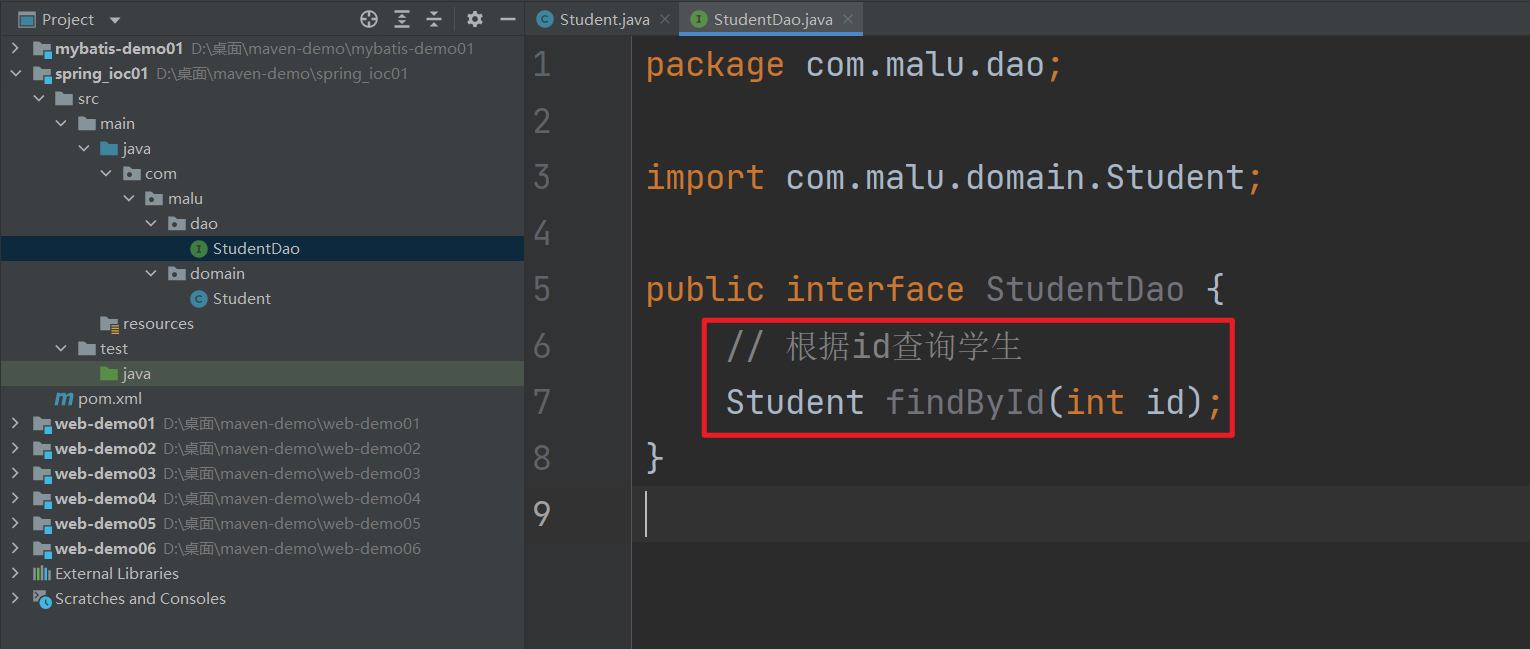 Project
mybatis-demo01 D:\桌面\maven-demo\mybatis-demo01
spring_ioc01 D:\桌面\maven-demo\spring_ioc01
src
main
java
com
malu
dao
StudentDao
domain
Student
resources
test
java
pom.xml
web-demo01 D:\桌面\maven-demo\web-demo01
web-demo02 D:\桌面\maven-demo\web-demo02
web-demo03 D:\桌面\maven-demo\web-demo03
web-demo04 D:\桌面\maven-demo\web-demo04
web-demo05 D:\桌面\maven-demo\web-demo05
web-demo06 D:\桌面\maven-demo\web-demo06
External Libraries
Scratches and Consoles
Student.java StudentDao.java
1 package com.malu.dao;
2
3 import com.malu.domain.Student;
4
5 public interface StudentDao {
6 // 根据id查询学生
7 Student findById(int id);
8 }
9